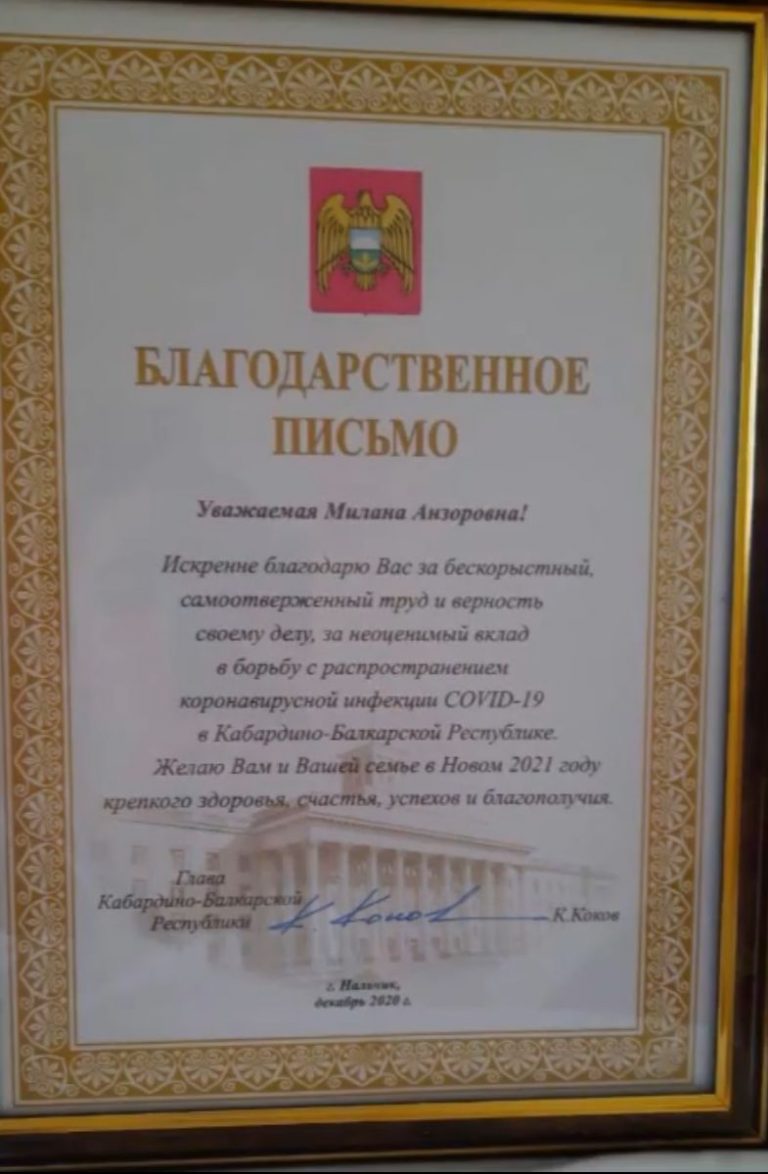 БЛАГОДАРСТВЕННОЕ
ПИСЬМО
Уважаемая Милана Анзоровна!
Искренне благодарю Вас за бескорыстный,
самоотверженный труд и верность
своему делу, за неоценимый вклад
в борьбу с распространением
коронавирусной инфекции COVID-19
в Кабардино-Балкарской Республике.
Желаю Вам и Вашей семье в Новом 2021 году
крепкого здоровья, счастья, успехов и благополучия.
Глава
Кабардино-Балкарской
Республики К. Коков К.Коков
г. Нальчик,
декабрь 2020 г.